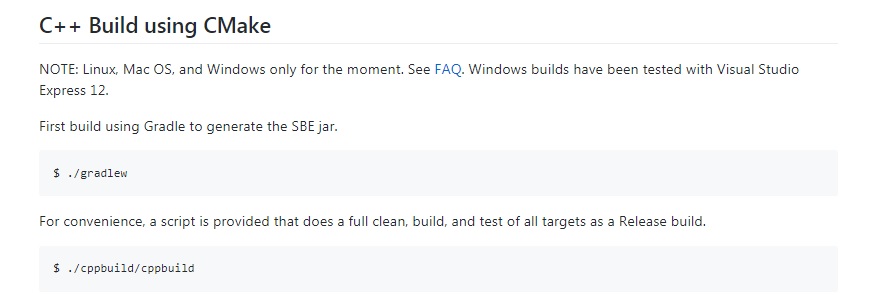 C++ Build using CMake
NOTE: Linux, Mac OS, and Windows only for the moment. See FAQ. Windows builds have been tested with Visual Studio
Express 12.
First build using Gradle to generate the SBE jar.
$ ./gradlew
For convenience, a script is provided that does a full clean, build, and test of all targets as a Release build.
$ ./cppbuild/cppbuild